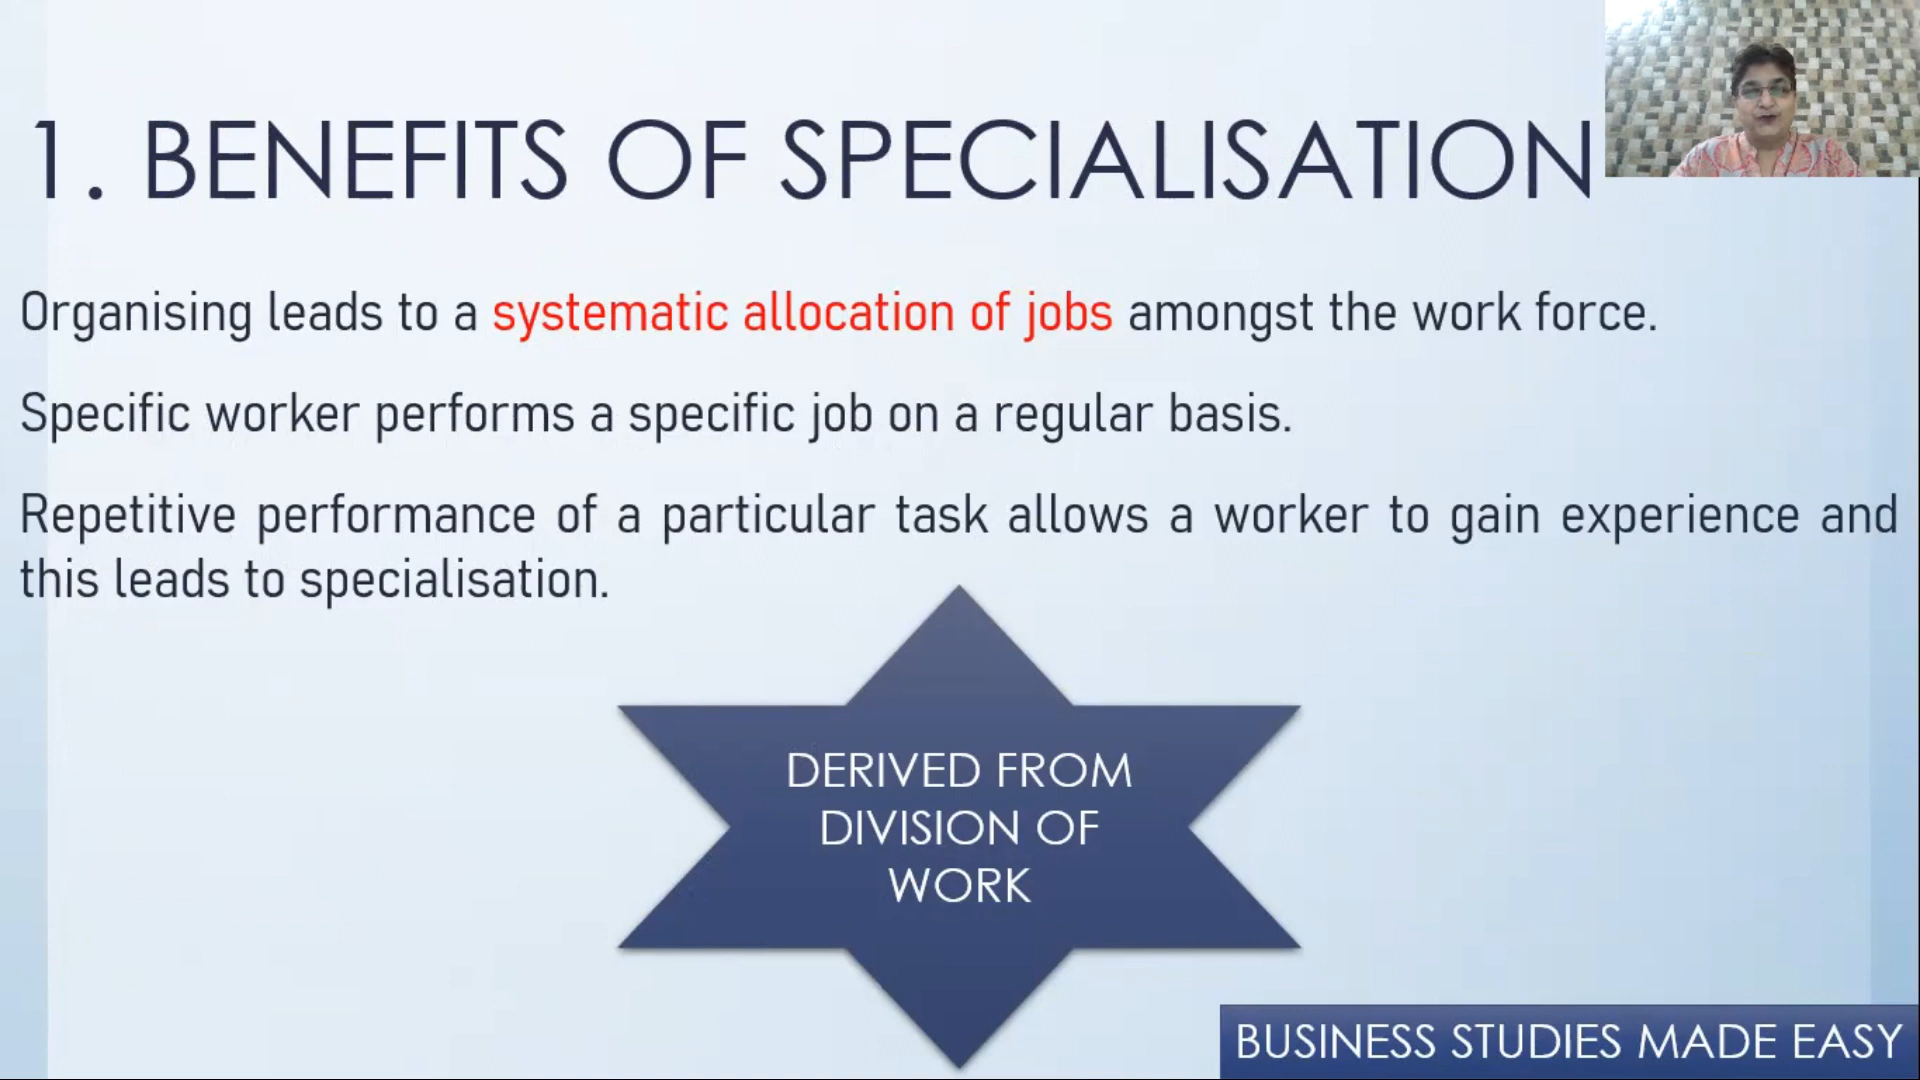 1. BENEFITS OF SPECIALISATION
Organising leads to a systematic allocation of jobs amongst the work force.
Specific worker performs a specific job on a regular basis.
Repetitive performance of a particular task allows a worker to gain experience and
this leads to specialisation.
DERIVED FROM
DIVISION OF
WORK
BUSINESS STUDIES MADE EASY